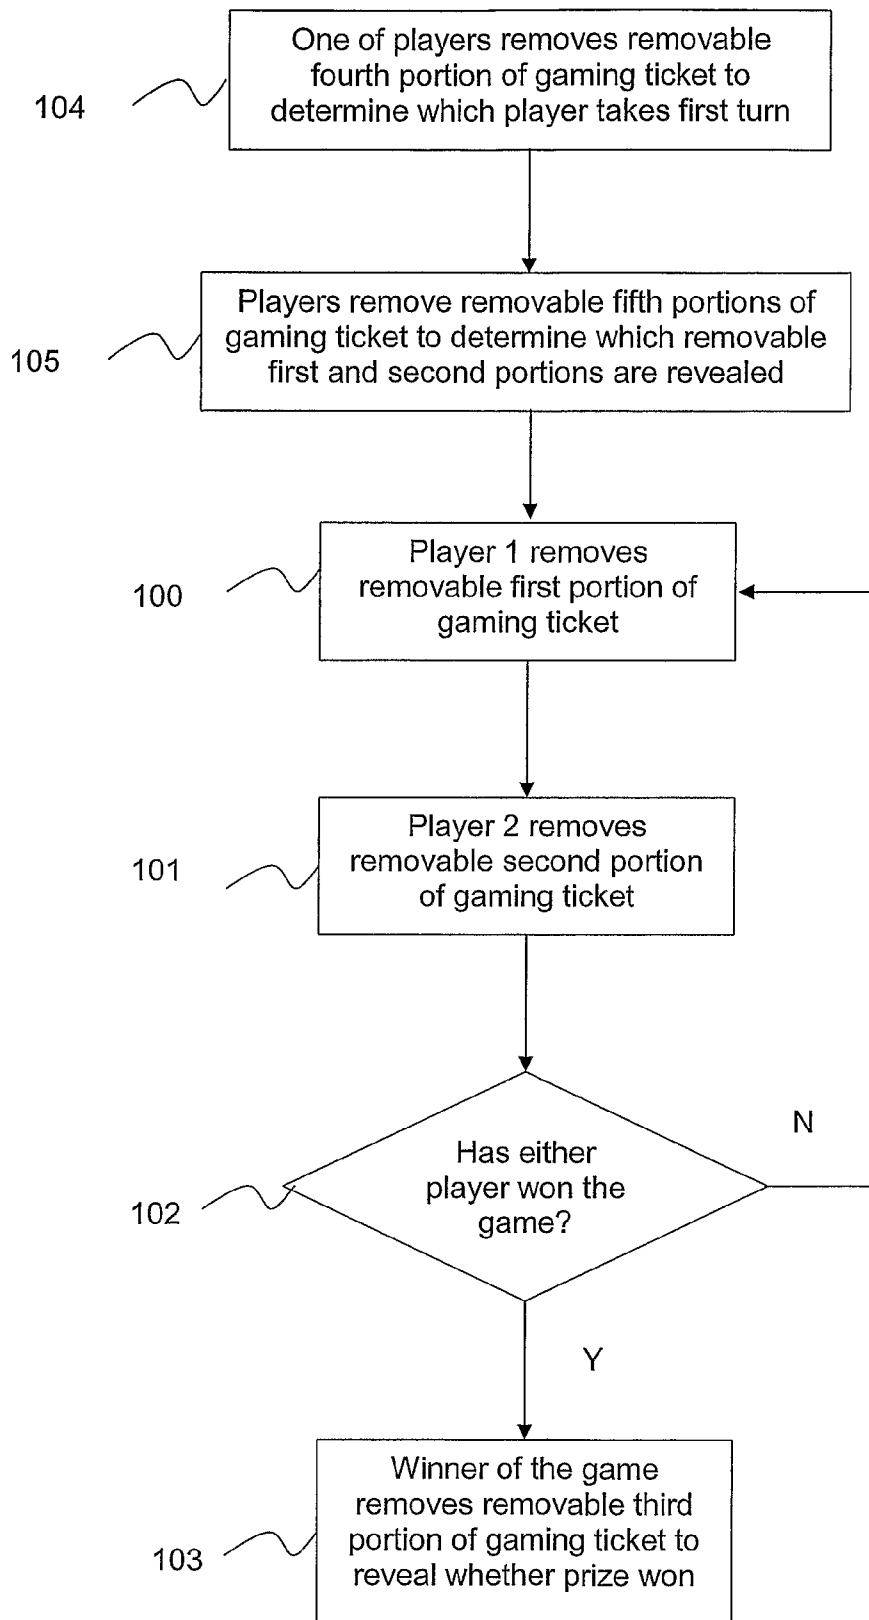 One of players removes removable
fourth portion of gaming ticket to
determine which player takes first turn
104
Players remove removable fifth portions of
gaming ticket to determine which removable
first and second portions are revealed
105
Player 1 removes
removable first portion of
gaming ticket
100
Player 2 removes
removable second portion
of gaming ticket
101
N
Has either
player won the
game?
102
Y
Winner of the game
removes removable third
portion of gaming ticket to
reveal whether prize won
103